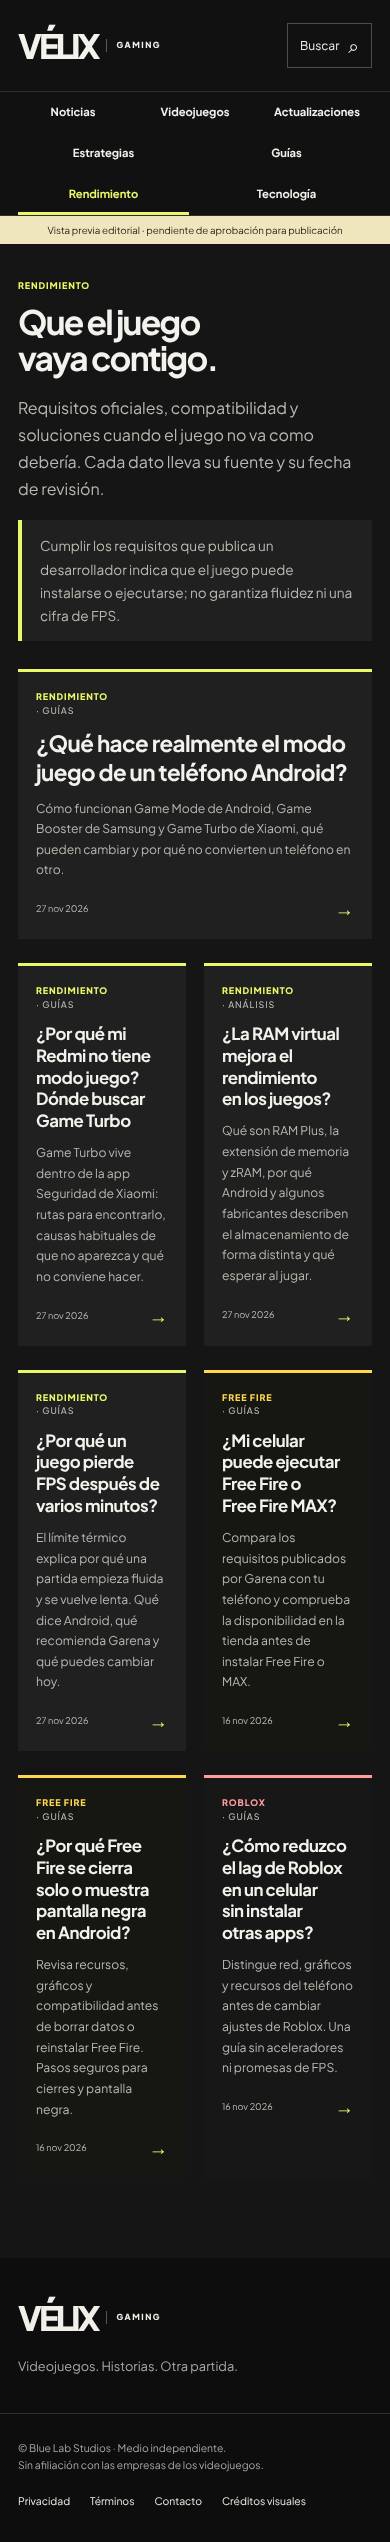 VÉLIX GAMING
Buscar
Noticias Videojuegos Actualizaciones
Estrategias Guías
Rendimiento Tecnología
Vista previa editorial · pendiente de aprobación para publicación
RENDIMIENTO
Que el juego
vaya contigo.
Requisitos oficiales, compatibilidad y
soluciones cuando el juego no va como
debería. Cada dato lleva su fuente y su fecha
de revisión.
Cumplir los requisitos que publica un
desarrollador indica que el juego puede
instalarse o ejecutarse; no garantiza fluidez ni una
cifra de FPS.
RENDIMIENTO
· GUÍAS
¿Qué hace realmente el modo
juego de un teléfono Android?
Cómo funcionan Game Mode de Android, Game
Booster de Samsung y Game Turbo de Xiaomi, qué
pueden cambiar y por qué no convierten un teléfono en
otro.
27 nov 2026 →
RENDIMIENTO
· GUÍAS
¿Por qué mi
Redmi no tiene
modo juego?
Dónde buscar
Game Turbo
Game Turbo vive
dentro de la app
Seguridad de Xiaomi:
rutas para encontrarlo,
causas habituales de
que no aparezca y qué
no conviene hacer.
27 nov 2026 →
RENDIMIENTO
· ANÁLISIS
¿La RAM virtual
mejora el
rendimiento
en los juegos?
Qué son RAM Plus, la
extensión de memoria
y zRAM, por qué
Android y algunos
fabricantes describen
el almacenamiento de
forma distinta y qué
esperar al jugar.
27 nov 2026 →
RENDIMIENTO
· GUÍAS
¿Por qué un
juego pierde
FPS después de
varios minutos?
El límite térmico
explica por qué una
partida empieza fluida
y se vuelve lenta. Qué
dice Android, qué
recomienda Garena y
qué puedes cambiar
hoy.
27 nov 2026 →
FREE FIRE
· GUÍAS
¿Mi celular
puede ejecutar
Free Fire o
Free Fire MAX?
Compara los
requisitos publicados
por Garena con tu
teléfono y comprueba
la disponibilidad en la
tienda antes de
instalar Free Fire o
MAX.
16 nov 2026 →
FREE FIRE
· GUÍAS
¿Por qué Free
Fire se cierra
solo o muestra
pantalla negra
en Android?
Revisa recursos,
gráficos y
compatibilidad antes
de borrar datos o
reinstalar Free Fire.
Pasos seguros para
cierres y pantalla
negra.
16 nov 2026 →
ROBLOX
· GUÍAS
¿Cómo reduzco
el lag de Roblox
en un celular
sin instalar
otras apps?
Distingue red, gráficos
y recursos del teléfono
antes de cambiar
ajustes de Roblox. Una
guía sin aceleradores
ni promesas de FPS.
16 nov 2026 →
VÉLIX GAMING
Videojuegos. Historias. Otra partida.
© Blue Lab Studios · Medio independiente.
Sin afiliación con las empresas de los videojuegos.
Privacidad Términos Contacto Créditos visuales